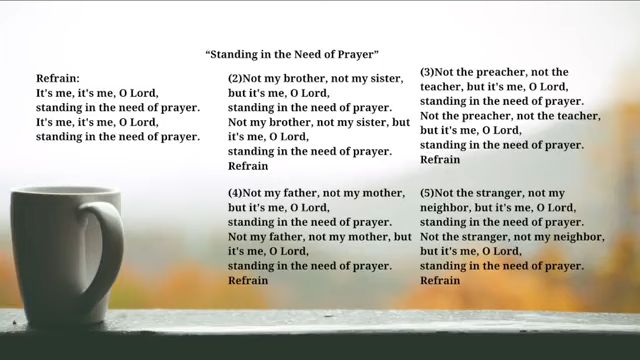 “Standing in the Need of Prayer”
Refrain:
It's me, it's me, O Lord,
standing in the need of prayer.
It's me, it's me, O Lord,
standing in the need of prayer.
(2)Not my brother, not my sister,
but it's me, O Lord,
standing in the need of prayer.
Not my brother, not my sister, but
it's me, O Lord,
standing in the need of prayer.
Refrain
(3)Not the preacher, not the
teacher, but it's me, O Lord,
standing in the need of prayer.
Not the preacher, not the teacher,
but it's me, O Lord,
standing in the need of prayer.
Refrain
(4)Not my father, not my mother,
but it's me, O Lord,
standing in the need of prayer.
Not my father, not my mother, but
it's me, O Lord,
standing in the need of prayer.
Refrain
(5)Not the stranger, not my
neighbor, but it's me, O Lord,
standing in the need of prayer.
Not the stranger, not my neighbor,
but it's me, O Lord,
standing in the need of prayer.
Refrain